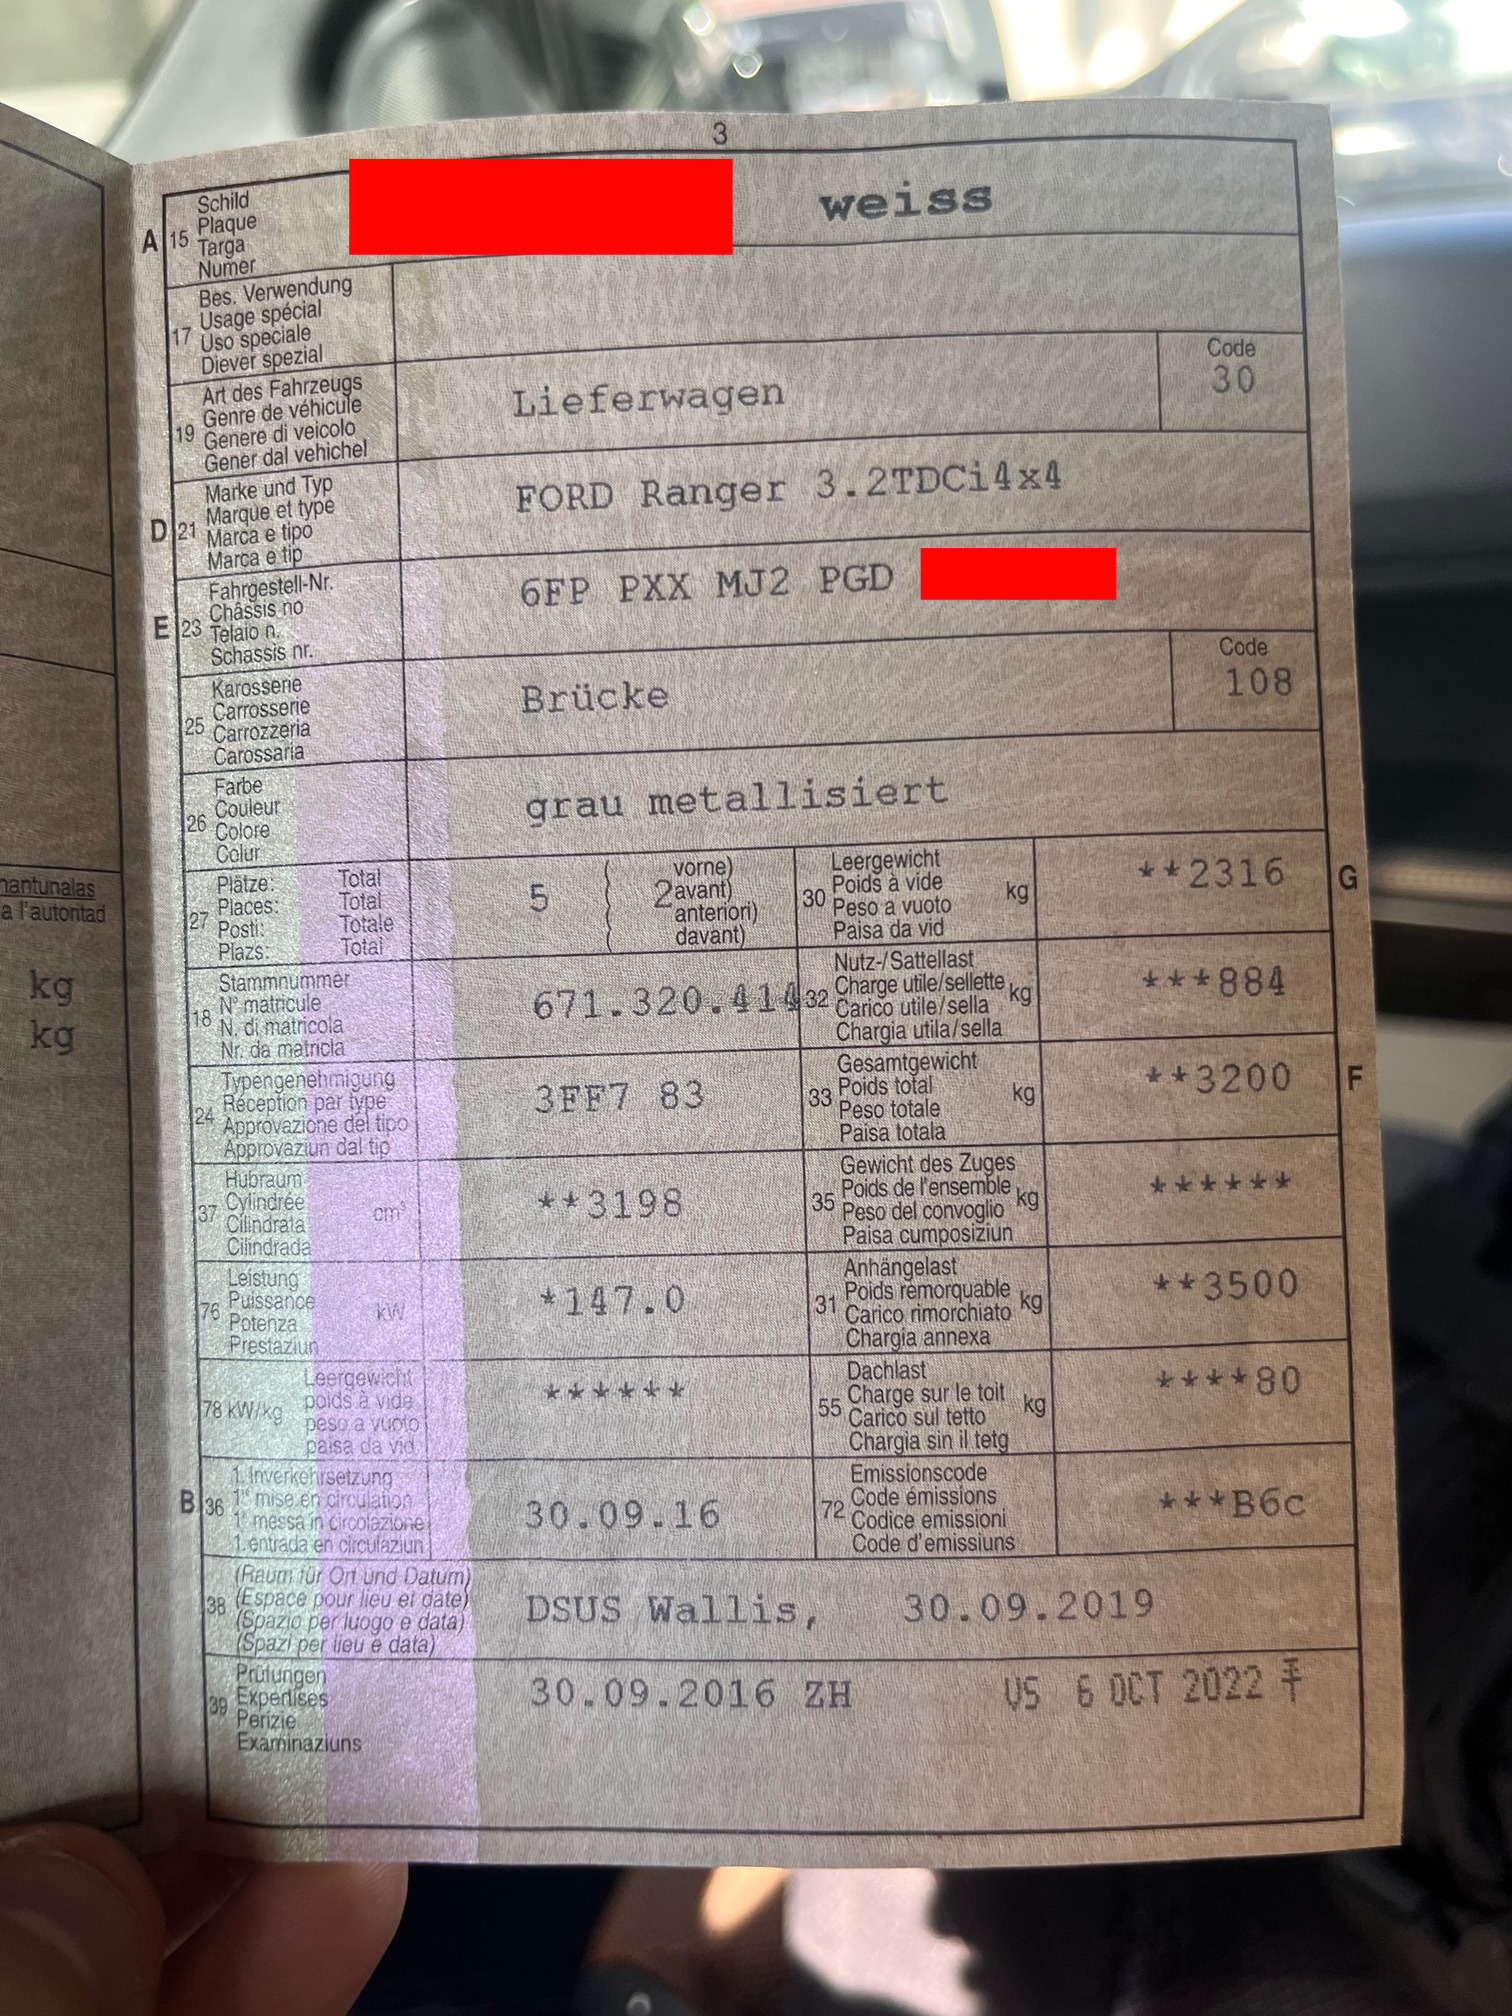 3
A 15 Schild
Plaque
Targa
Numer
weiss
17 Bes. Verwendung
Usage spécial
Uso speciale
Diever spezial
19 Art des Fahrzeugs
Genre de véhicule
Genere di veicolo
Gener dal vehichel
Lieferwagen
Code
30
D 21 Marke und Typ
Marque et type
Marca e tipo
Marca e tip
FORD Ranger 3.2TDCi4x4
E 23 Fahrgestell-Nr.
Châssis no
Telaio n.
Schassis nr.
6FP PXX MJ2 PGD
25 Karosserie
Carrosserie
Carrozzeria
Carossaria
Brücke
Code
108
26 Farbe
Couleur
Colore
Colur
grau metallisiert
27 Plätze: Total
Places: Total
Posti: Totale
Plazs: Total
5 ( 2 vorne)
avant)
anteriori)
davant)
30 Leergewicht
Poids à vide kg
Peso a vuoto
Paisa da vid
**2316 G
18 Stammnummer
N° matricule
N. di matricola
Nr. da matricla
671.320.414
32 Nutz-/Sattellast
Charge utile/sellette kg
Carico utile/sella
Chargia utila/sella
***884
24 Typengenehmigung
Réception par type
Approvazione del tipo
Approvaziun dal tip
3FF7 83
33 Gesamtgewicht
Poids total kg
Peso totale
Paisa totala
**3200 F
37 Hubraum
Cylindrée cm³
Cilindrata
Cilindrada
**3198
35 Gewicht des Zuges
Poids de l'ensemble kg
Peso del convoglio
Paisa cumposiziun
******
76 Leistung
Puissance kW
Potenza
Prestaziun
*147.0
31 Anhängelast
Poids remorquable kg
Carico rimorchiato
Chargia annexa
**3500
78 kW/kg Leergewicht
poids à vide
peso a vuoto
paisa da vid
******
55 Dachlast
Charge sur le toit kg
Carico sul tetto
Chargia sin il tetg
****80
B 36 1. Inverkehrsetzung
1re mise en circulation
1a messa in circolazione
1. entrada en circulaziun
30.09.16
72 Emissionscode
Code émissions
Codice emissioni
Code d'emissiuns
***B6c
38 (Raum für Ort und Datum)
(Espace pour lieu et date)
(Spazio per luogo e data)
(Spazi per lieu e data)
DSUS Wallis, 30.09.2019
39 Prüfungen
Expertises
Perizie
Examinaziuns
30.09.2016 ZH
VS 6 OCT 2022
hantunalas
a l'autoritad
kg
kg